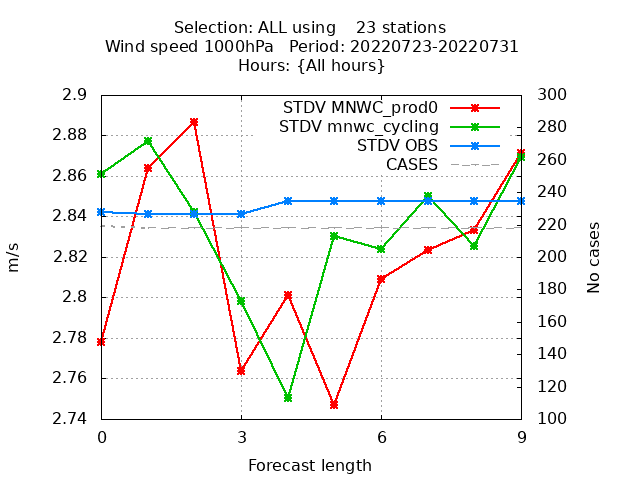 Selection: ALL using    23 stations
Wind speed 1000hPa   Period: 20220723-20220731
Hours: {All hours}
STDV MNWC_prod0
STDV mnwc_cycling
STDV OBS
CASES
2.9
2.88
2.86
2.84
2.82
2.8
2.78
2.76
2.74
m/s
300
280
260
240
220
200
180
160
140
120
100
No cases
0 3 6 9
Forecast length